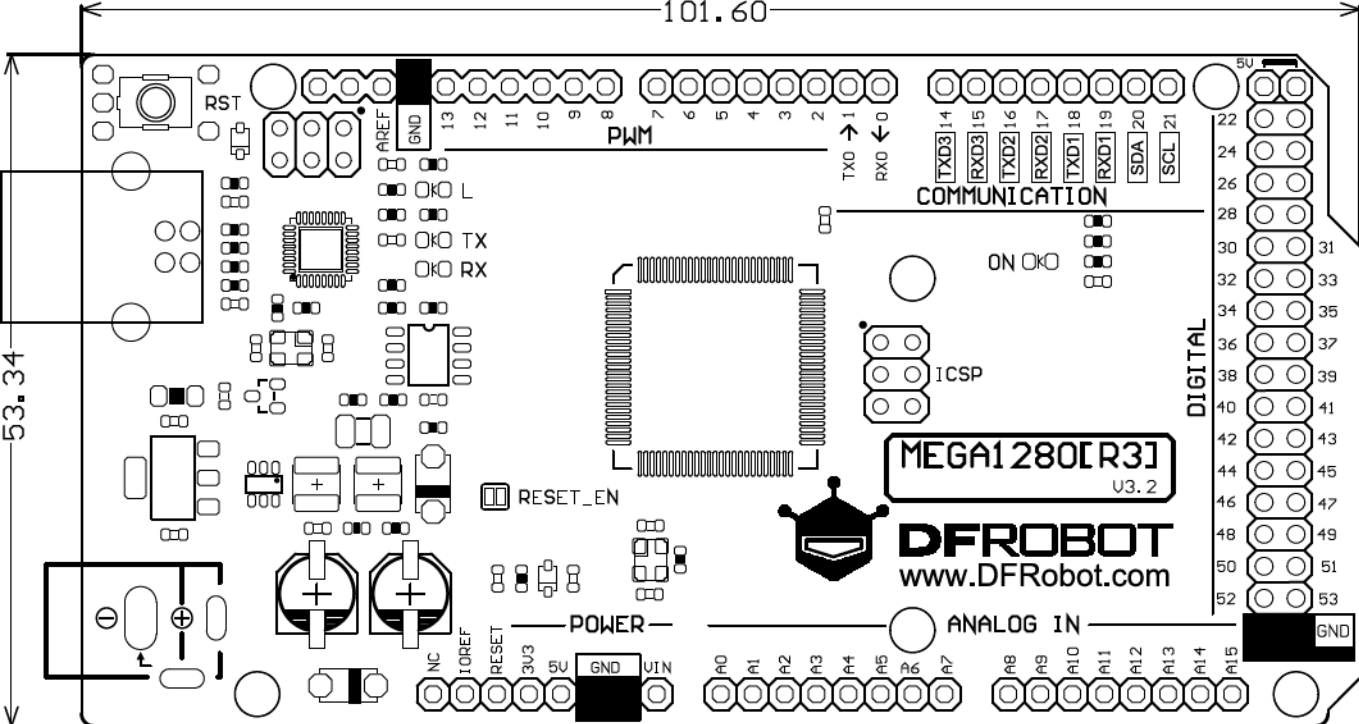 101.60
53.34
RST
AREF
GND
13 12 11 10 9 8
7 6 5 4 3 2 1 0
TX0 RX0
PWM
14 15 16 17 18 19 20 21
TXD3 RXD3 TXD2 RXD2 TXD1 RXD1 SDA SCL
COMMUNICATION
5V
22
24
26
28
30 31
32 33
34 35
36 37
38 39
40 41
42 43
44 45
46 47
48 49
50 51
52 53
GND
DIGITAL
L
TX
RX
ON
ICSP
MEGA1280[R3]
V3.2
RESET_EN
DFROBOT
www.DFRobot.com
POWER
ANALOG IN
NC IOREF RESET 3V3 5V GND VIN
A0 A1 A2 A3 A4 A5 A6 A7
A8 A9 A10 A11 A12 A13 A14 A15